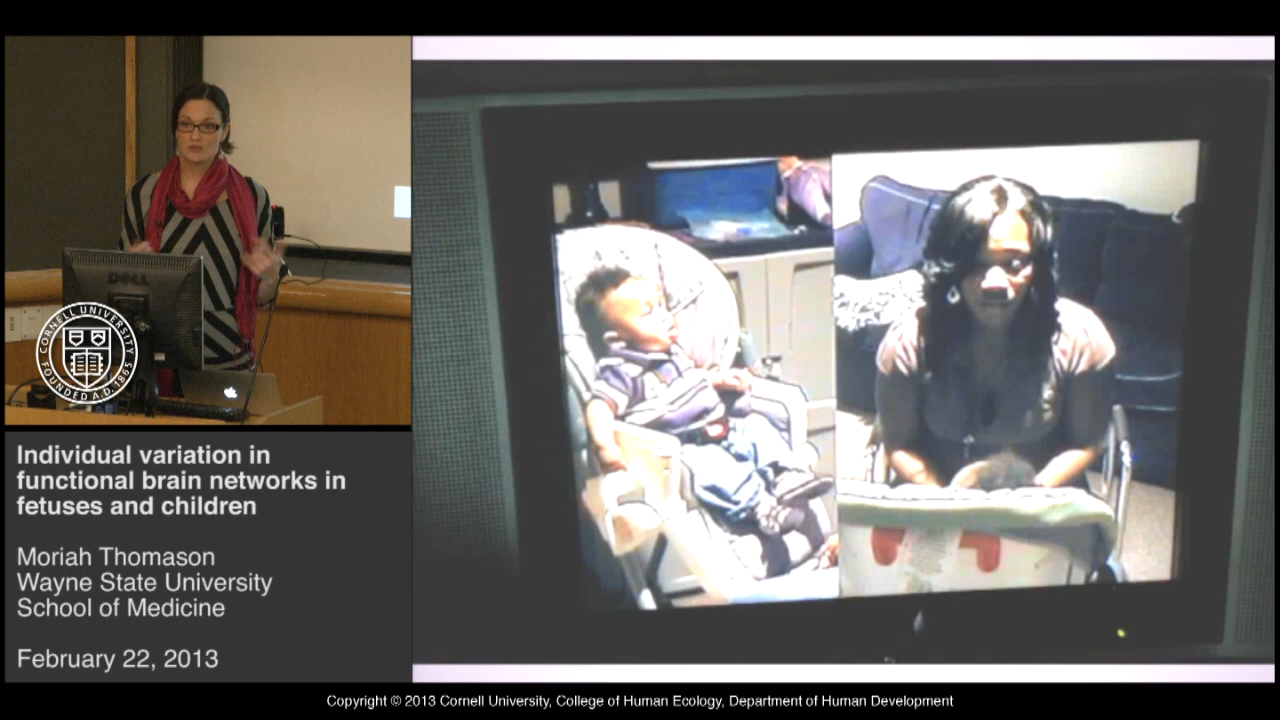 DELL
CORNELL UNIVERSITY
FOUNDED A.D. 1865
Individual variation in
functional brain networks in
fetuses and children
Moriah Thomason
Wayne State University
School of Medicine
February 22, 2013
Copyright © 2013 Cornell University, College of Human Ecology, Department of Human Development